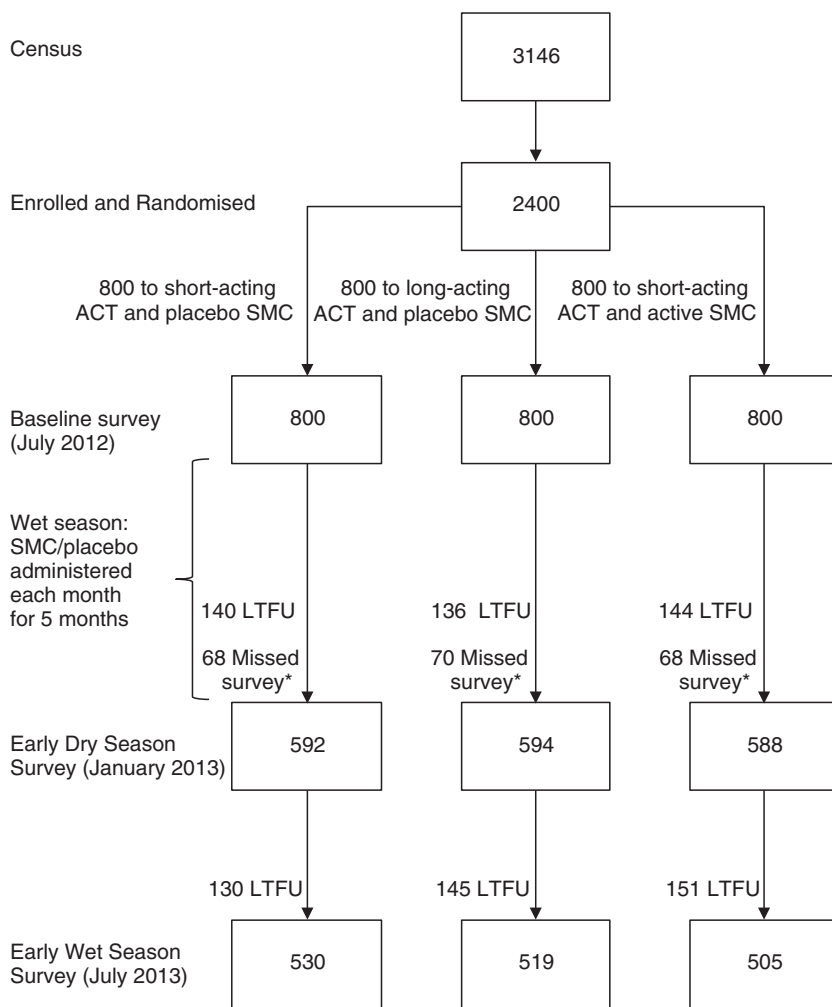 Census
3146
Enrolled and Randomised
2400
800 to short-acting
ACT and placebo SMC
800 to long-acting
ACT and placebo SMC
800 to short-acting
ACT and active SMC
Baseline survey
(July 2012)
800
800
800
Wet season:
SMC/placebo
administered
each month
for 5 months
140 LTFU
136 LTFU
144 LTFU
68 Missed
survey*
70 Missed
survey*
68 Missed
survey*
Early Dry Season
Survey (January 2013)
592
594
588
130 LTFU
145 LTFU
151 LTFU
Early Wet Season
Survey (July 2013)
530
519
505